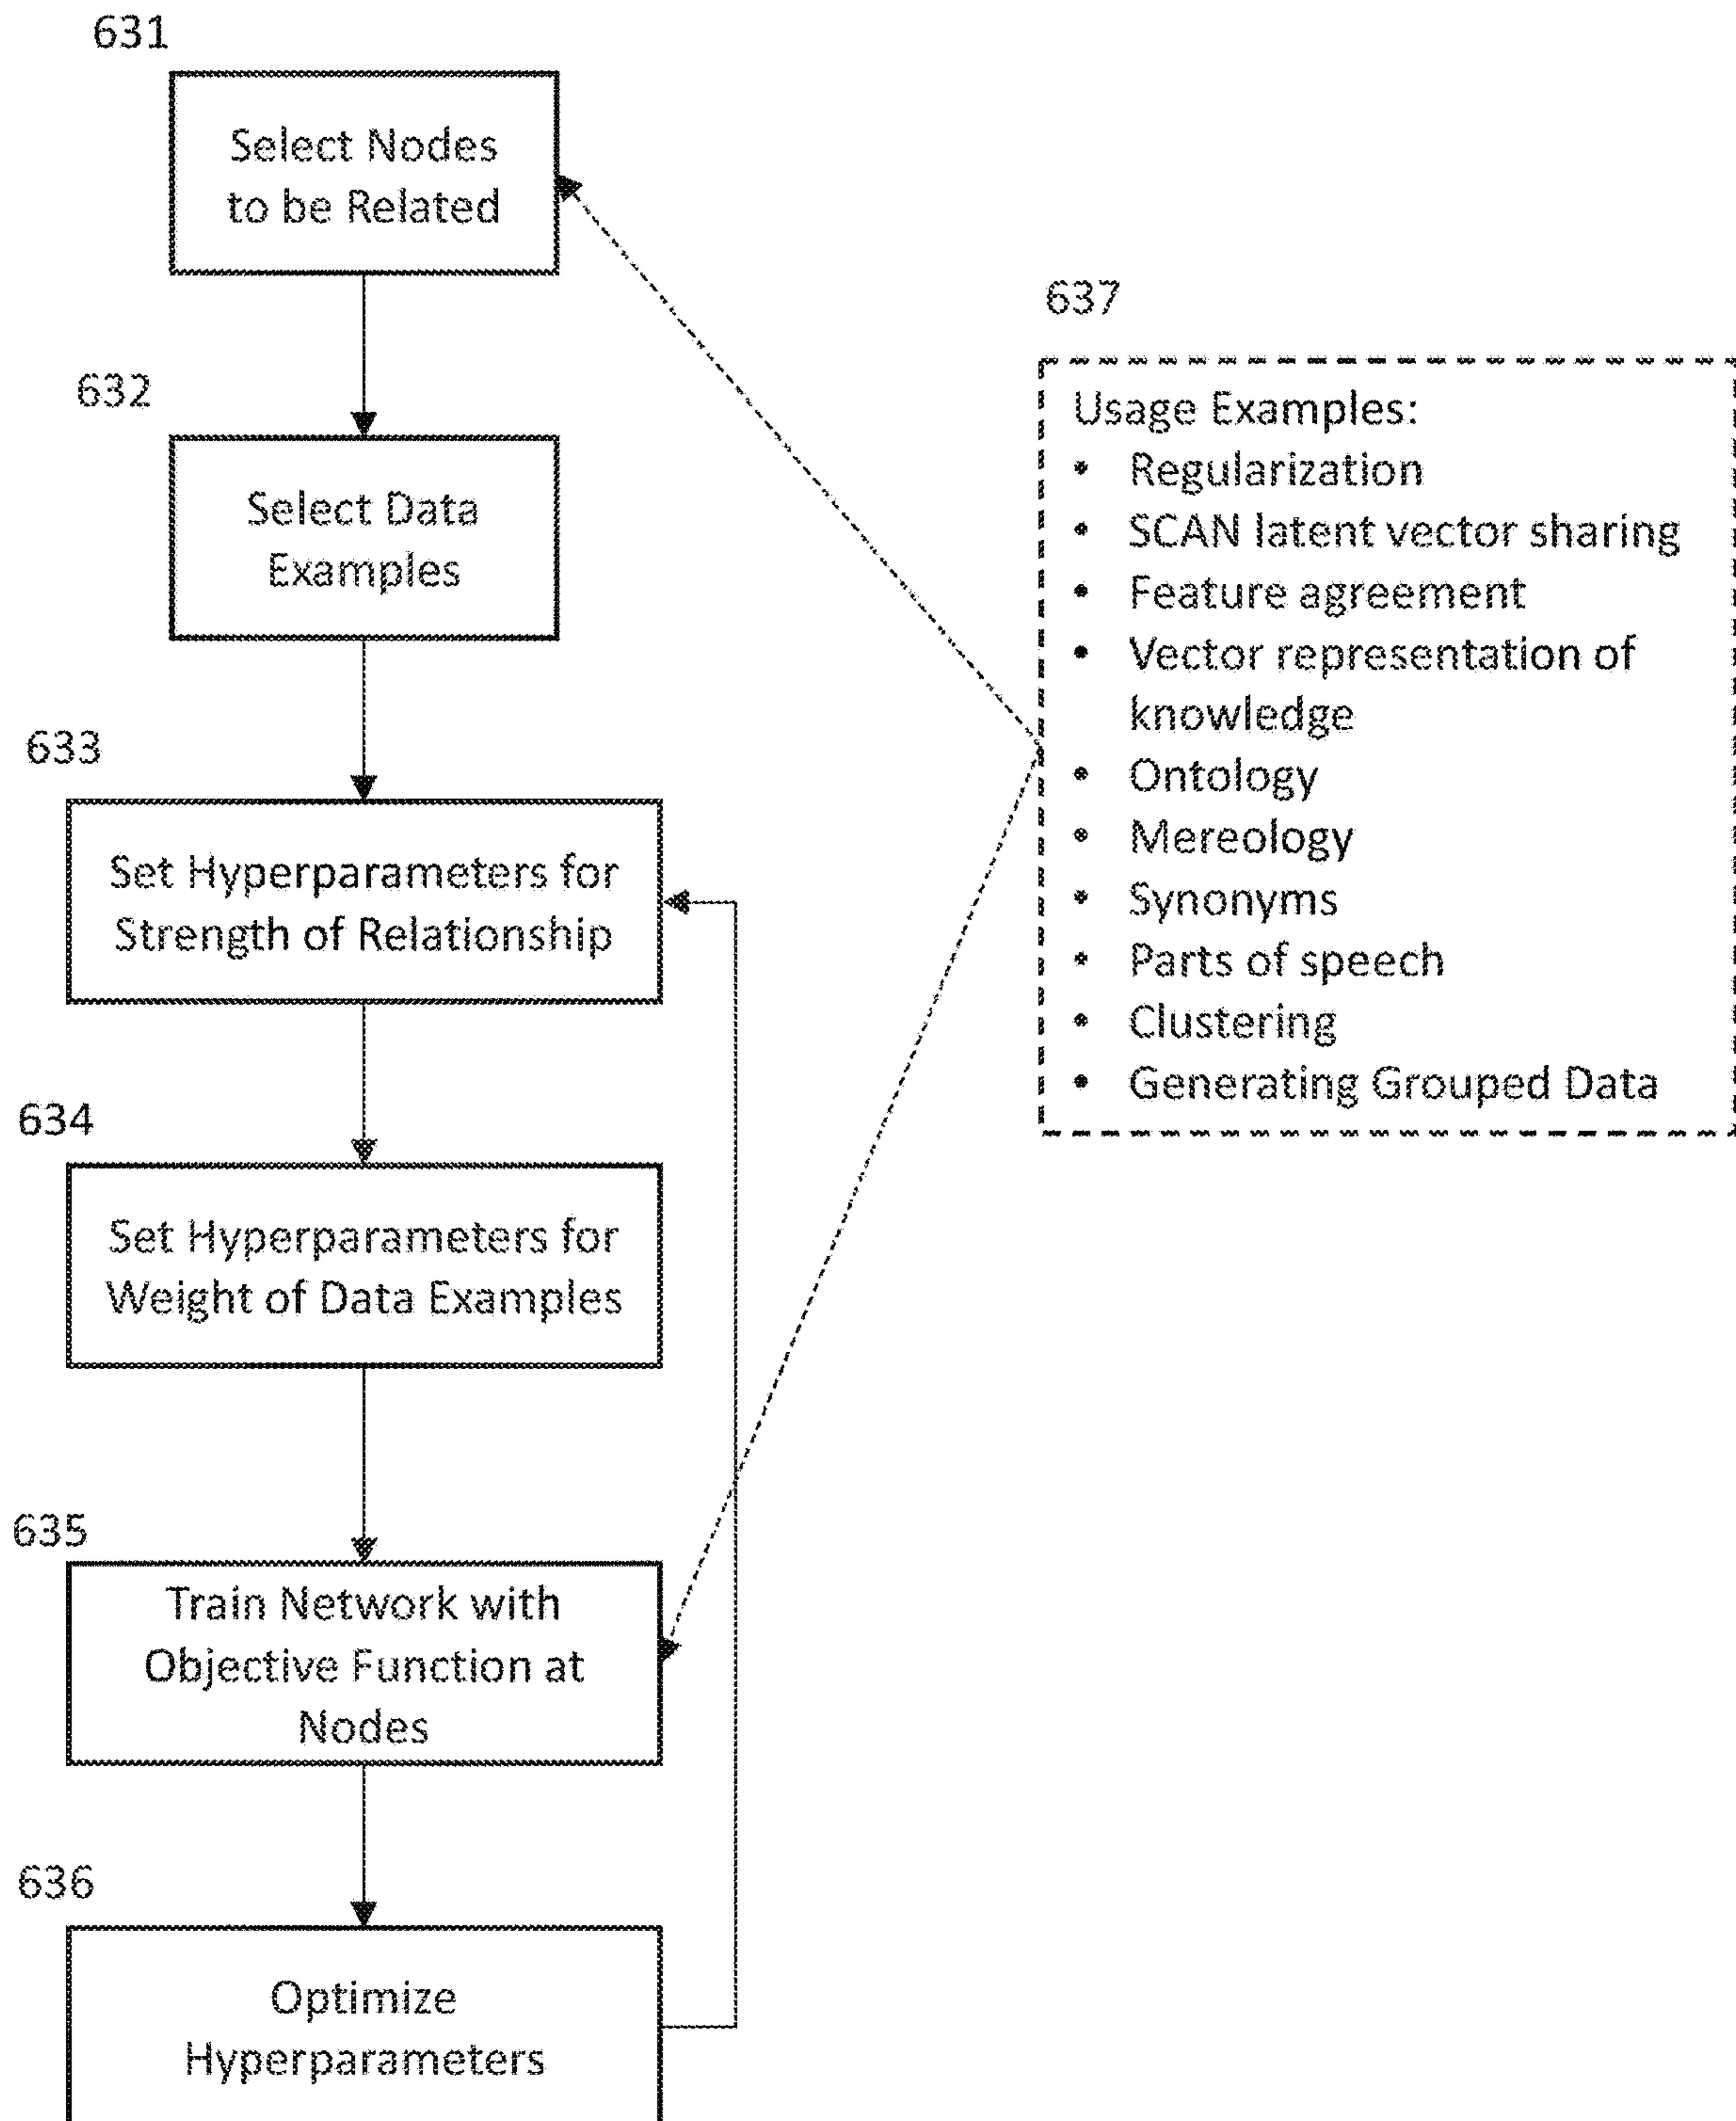 631
Select Nodes
to be Related
632
Select Data
Examples
633
Set Hyperparameters for
Strength of Relationship
634
Set Hyperparameters for
Weight of Data Examples
635
Train Network with
Objective Function at
Nodes
636
Optimize
Hyperparameters
637
Usage Examples:
• Regularization
• SCAN latent vector sharing
• Feature agreement
• Vector representation of
knowledge
• Ontology
• Mereology
• Synonyms
• Parts of speech
• Clustering
• Generating Grouped Data